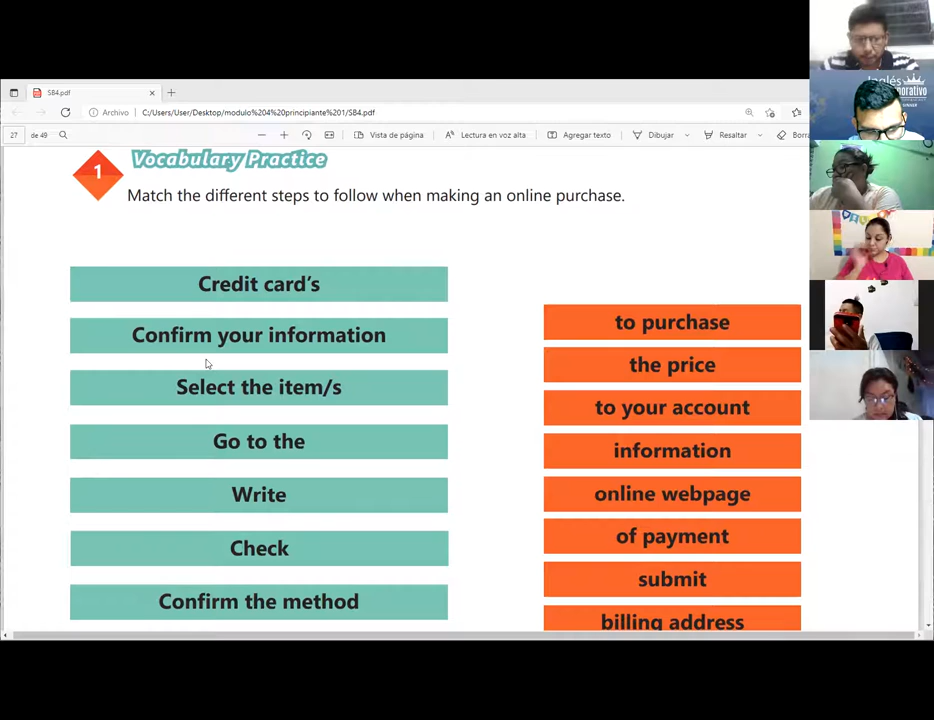 SB4.pdf
Archivo C:/Users/User/Desktop/modulo%204%20principiante%201/SB4.pdf
27 de 49 Vista de página Lectura en voz alta Agregar texto Dibujar Resaltar Borra
1
Vocabulary Practice
Match the different steps to follow when making an online purchase.
Credit card's
Confirm your information
Select the item/s
Go to the
Write
Check
Confirm the method
to purchase
the price
to your account
information
online webpage
of payment
submit
billing address
Inglés